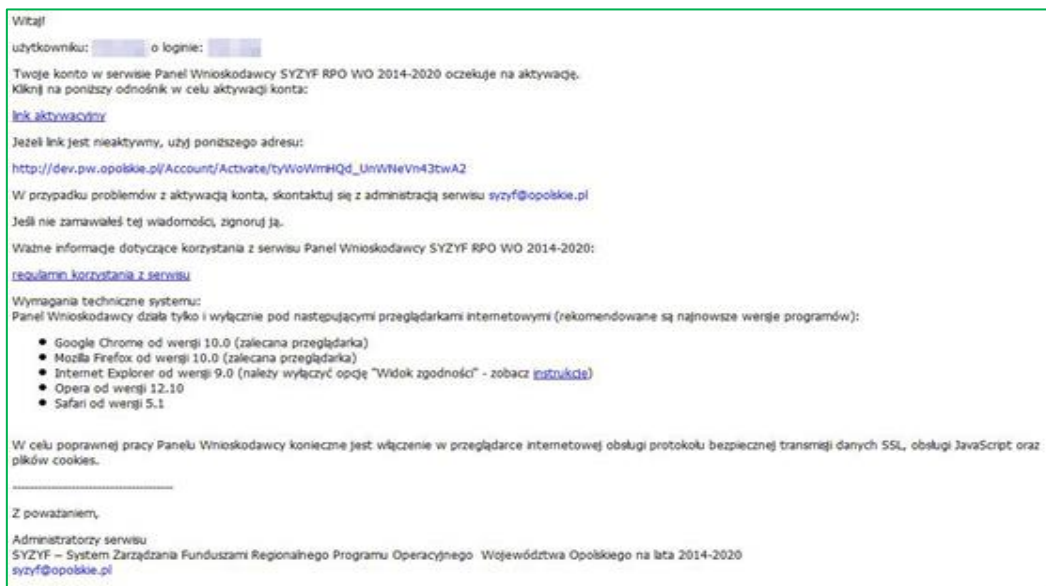 Witaj!
użytkowniku: o loginie:
Twoje konto w serwisie Panel Wnioskodawcy SYZYF RPO WO 2014-2020 oczekuje na aktywację.
Kliknij na poniższy odnośnik w celu aktywacji konta:
link aktywacyjny
Jeżeli link jest nieaktywny, użyj poniższego adresu:
http://dev.pw.opolskie.pl/Account/Activate/tyWoWmHQd_UnWNeVn43twA2
W przypadku problemów z aktywacją konta, skontaktuj się z administracją serwisu syzyf@opolskie.pl
Jeśli nie zamawiałeś tej wiadomości, zignoruj ją.
Ważne informacje dotyczące korzystania z serwisu Panel Wnioskodawcy SYZYF RPO WO 2014-2020:
regulamin korzystania z serwisu
Wymagania techniczne systemu:
Panel Wnioskodawcy działa tylko i wyłącznie pod następującymi przeglądarkami internetowymi (rekomendowane są najnowsze wersje programów):
• Google Chrome od wersji 10.0 (zalecana przeglądarka)
• Mozilla Firefox od wersji 10.0 (zalecana przeglądarka)
• Internet Explorer od wersji 9.0 (należy wyłączyć opcję "Widok zgodności" - zobacz instrukcję)
• Opera od wersji 12.10
• Safari od wersji 5.1
W celu poprawnej pracy Panelu Wnioskodawcy konieczne jest włączenie w przeglądarce internetowej obsługi protokołu bezpiecznej transmisji danych SSL, obsługi JavaScript oraz
plików cookies.
--------------------------------------
Z poważaniem,
Administratorzy serwisu
SYZYF – System Zarządzania Funduszami Regionalnego Programu Operacyjnego Województwa Opolskiego na lata 2014-2020
syzyf@opolskie.pl